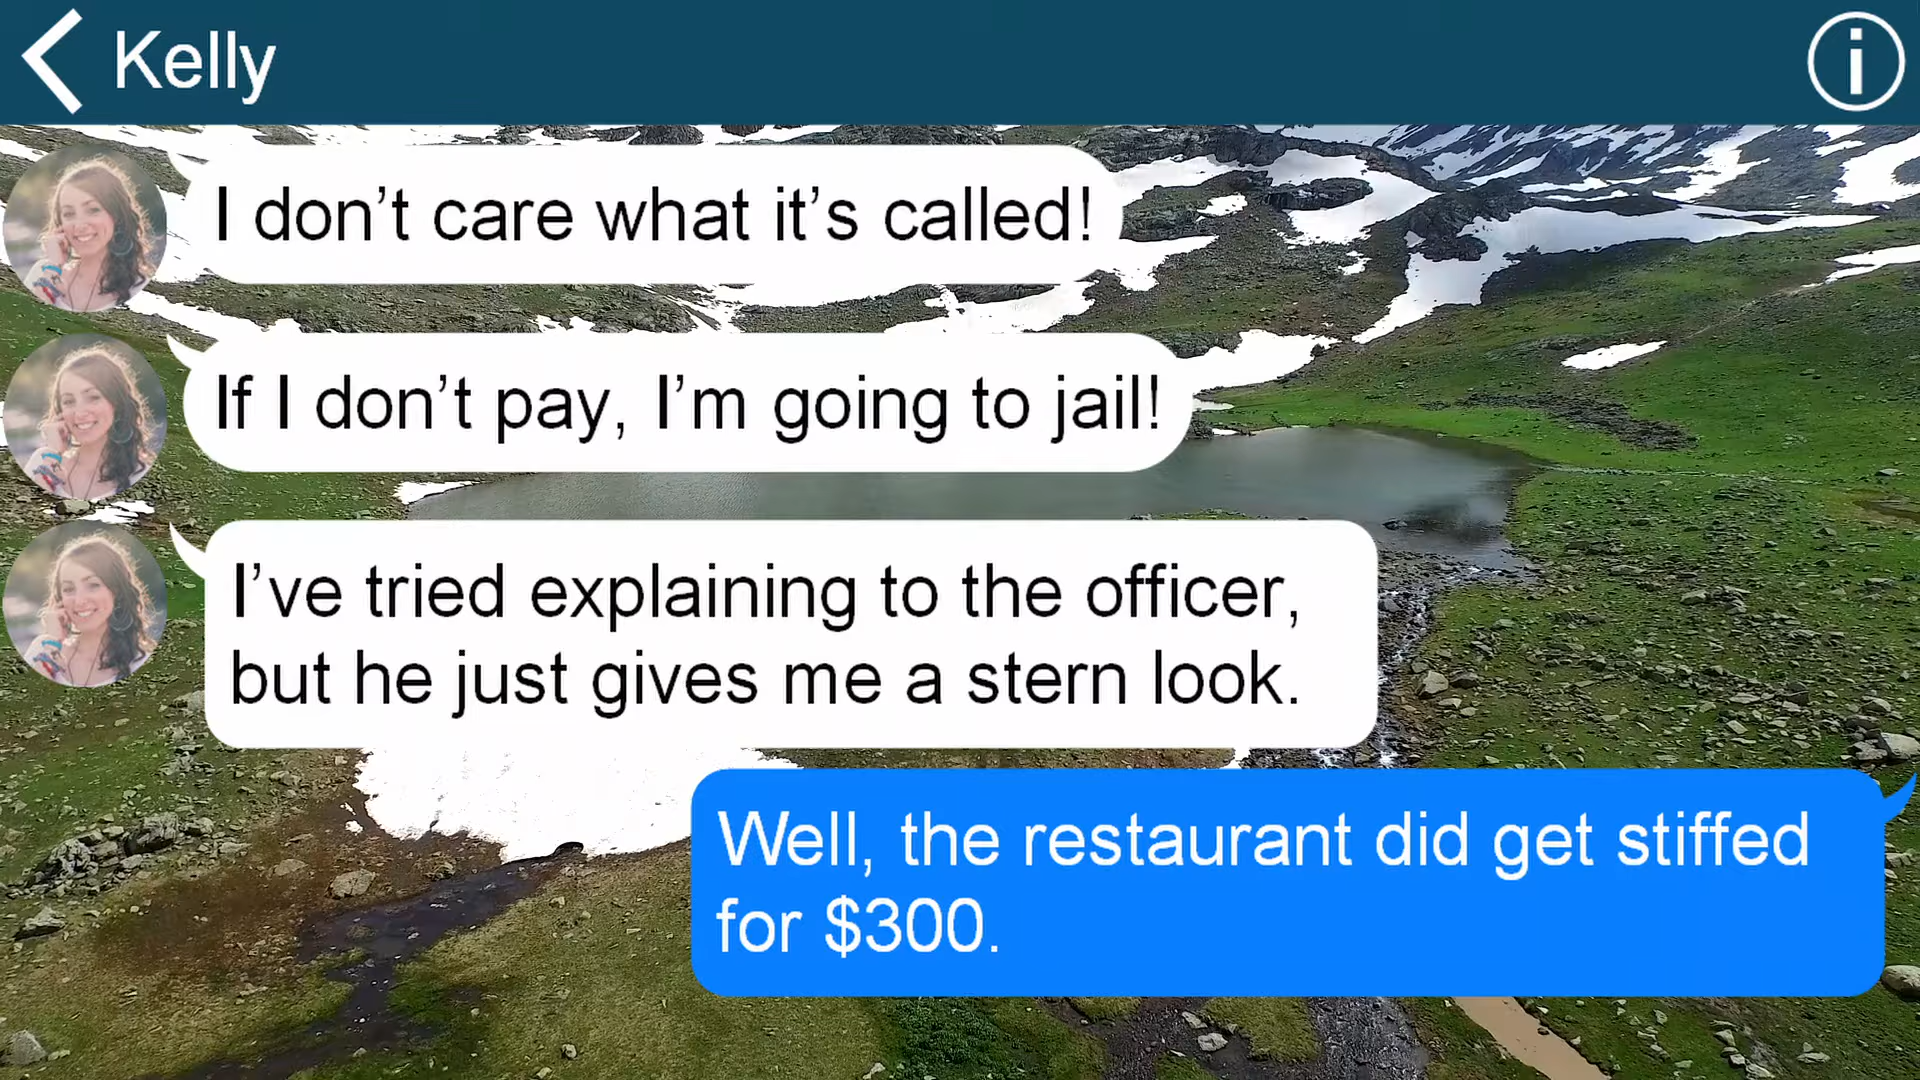 Kelly
I don’t care what it’s called!
If I don’t pay, I’m going to jail!
I’ve tried explaining to the officer,
but he just gives me a stern look.
Well, the restaurant did get stiffed
for $300.